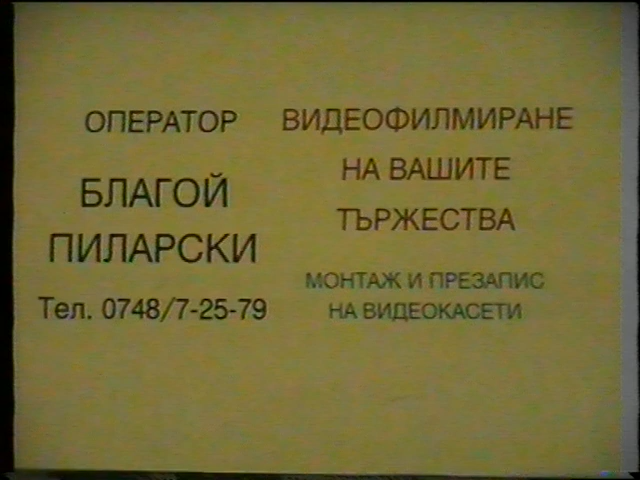 ОПЕРАТОР
БЛАГОЙ
ПИЛАРСКИ
Тел. 0748/7-25-79
ВИДЕОФИЛМИРАНЕ
НА ВАШИТЕ
ТЪРЖЕСТВА
МОНТАЖ И ПРЕЗАПИС
НА ВИДЕОКАСЕТИ